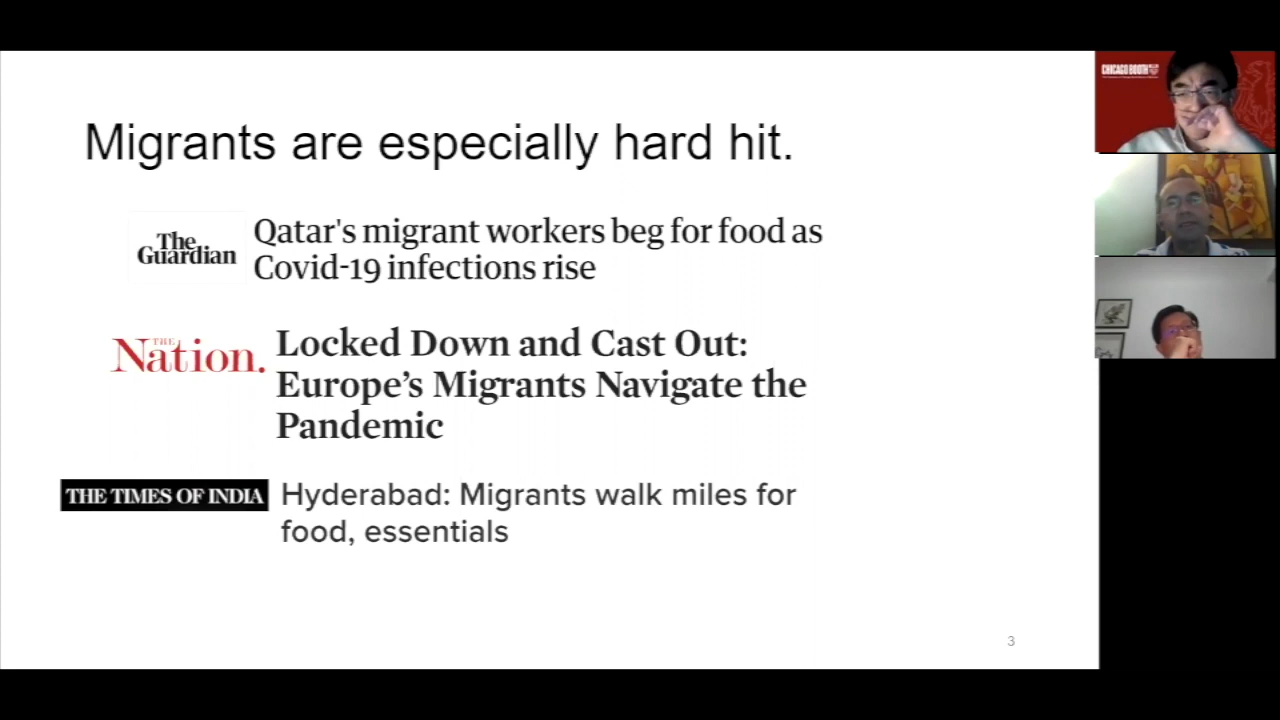 Migrants are especially hard hit.
The
Guardian
Qatar's migrant workers beg for food as
Covid-19 infections rise
THE
Nation.
Locked Down and Cast Out:
Europe’s Migrants Navigate the
Pandemic
THE TIMES OF INDIA
Hyderabad: Migrants walk miles for
food, essentials
3
CHICAGO BOOTH